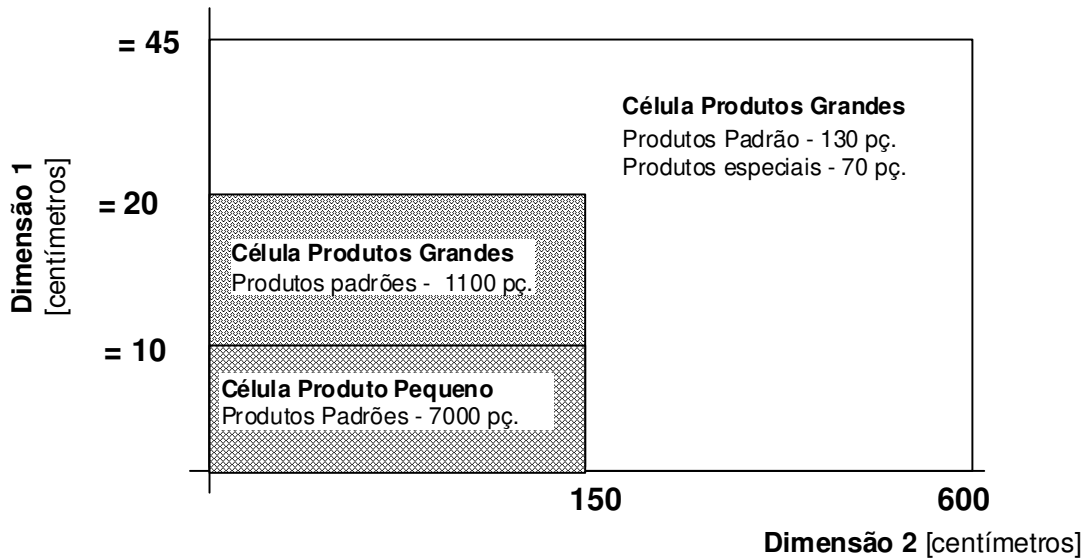 = 45
Célula Produtos Grandes
Produtos Padrão - 130 pç.
Produtos especiais - 70 pç.
Dimensão 1
[centímetros]
= 20
Célula Produtos Grandes
Produtos padrões - 1100 pç.
= 10
Célula Produto Pequeno
Produtos Padrões - 7000 pç.
150
600
Dimensão 2 [centímetros]